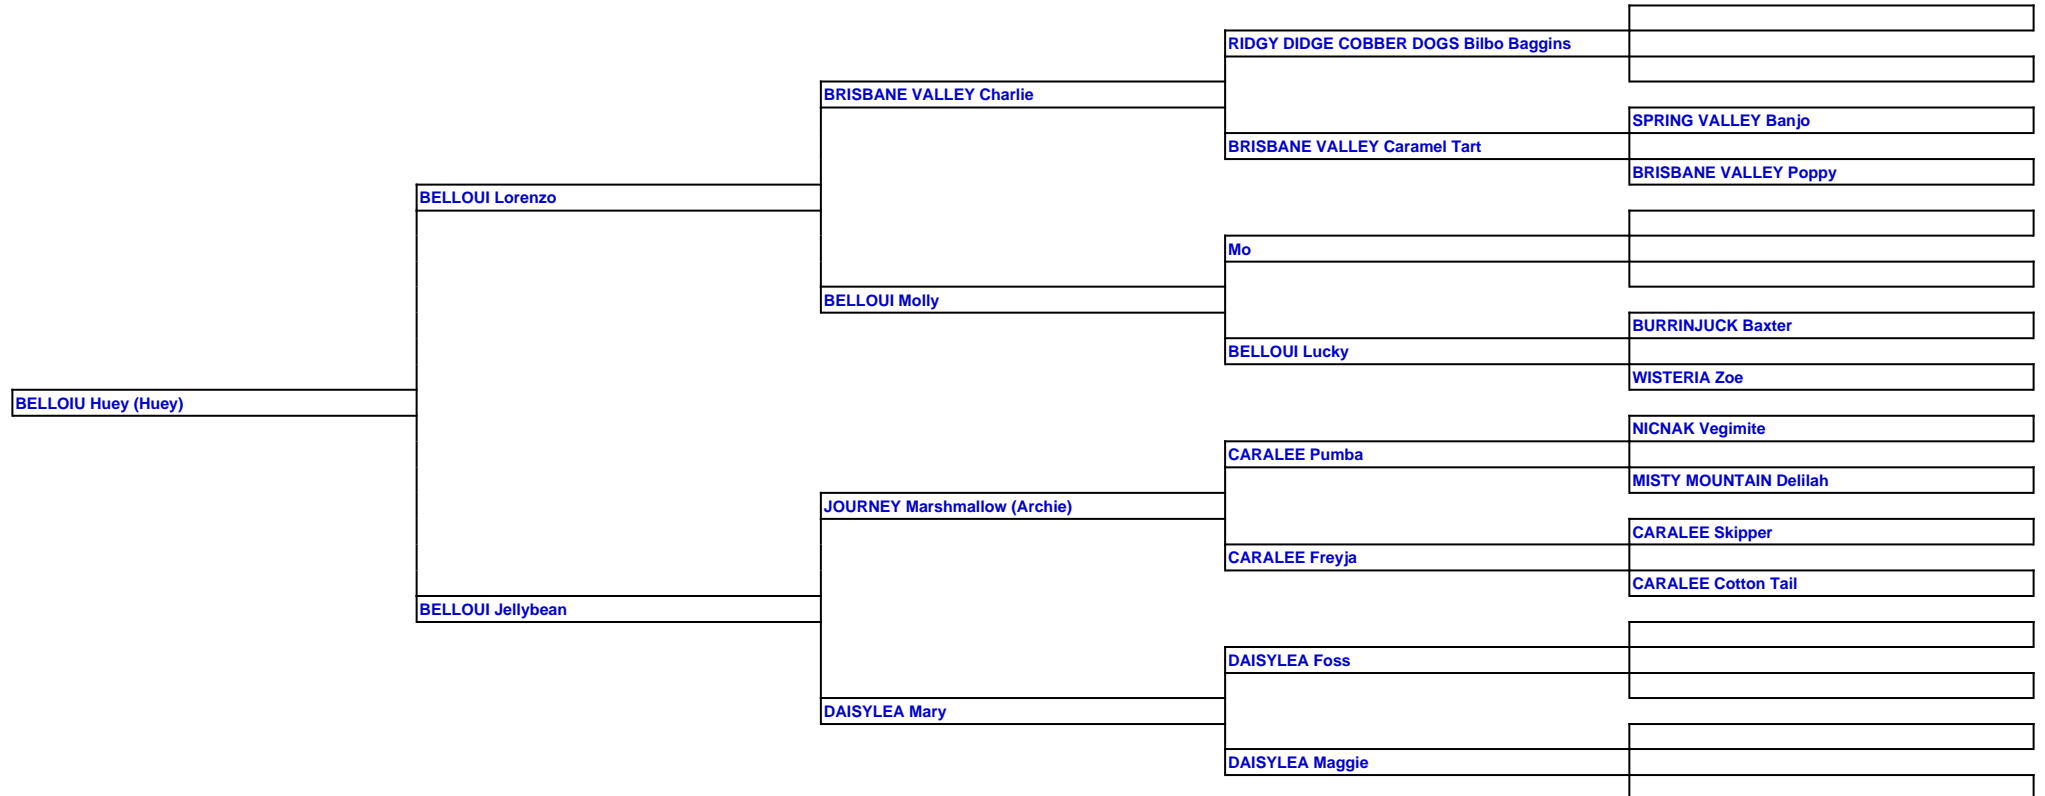 RIDGY DIDGE COBBER DOGS Bilbo Baggins
BRISBANE VALLEY Charlie
SPRING VALLEY Banjo
BRISBANE VALLEY Caramel Tart
BRISBANE VALLEY Poppy
BELLOUI Lorenzo
Mo
BELLOUI Molly
BURRINJUCK Baxter
BELLOUI Lucky
WISTERIA Zoe
BELLOIU Huey (Huey)
NICNAK Vegimite
CARALEE Pumba
MISTY MOUNTAIN Delilah
JOURNEY Marshmallow (Archie)
CARALEE Skipper
CARALEE Freyja
CARALEE Cotton Tail
BELLOUI Jellybean
DAISYLEA Foss
DAISYLEA Mary
DAISYLEA Maggie